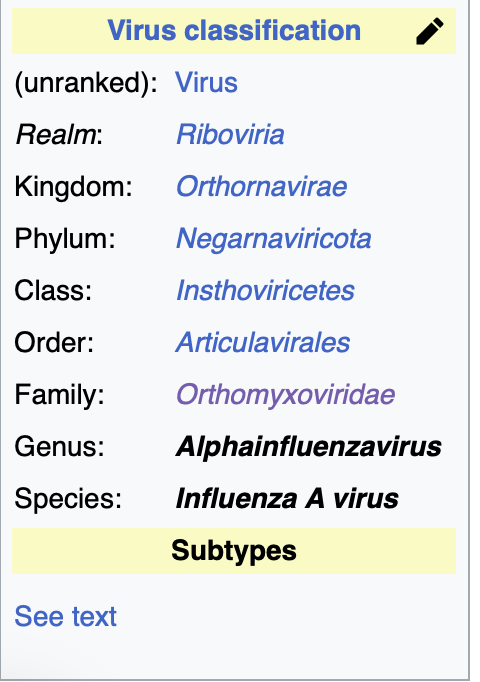 Virus classification
(unranked): Virus
Realm: Riboviria
Kingdom: Orthornavirae
Phylum: Negarnaviricota
Class: Insthoviricetes
Order: Articulavirales
Family: Orthomyxoviridae
Genus: Alphainfluenzavirus
Species: Influenza A virus
Subtypes
See text